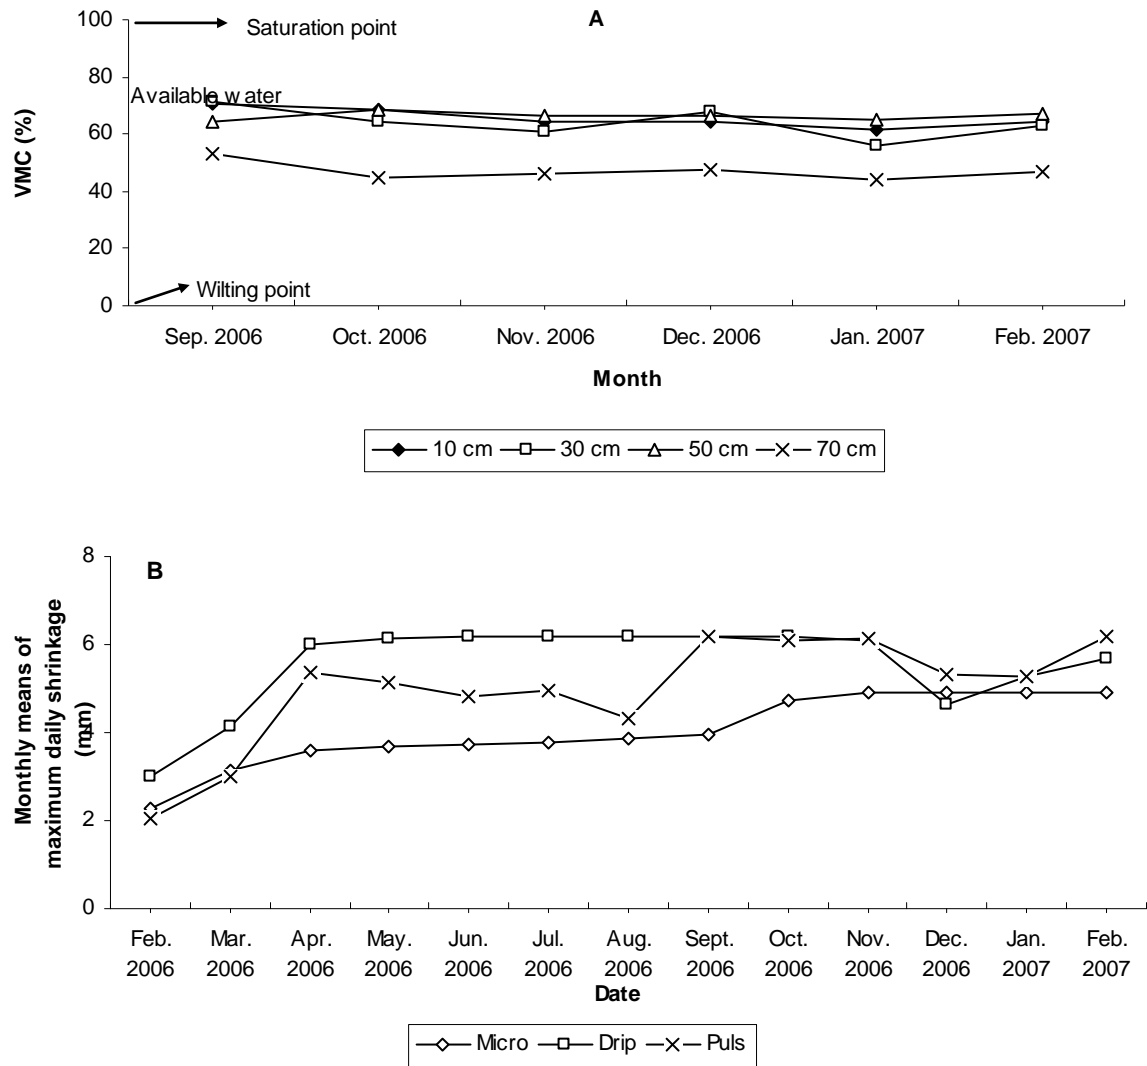 A
100
Saturation point
80
Available water
60
40
20
Wilting point
0
VMC (%)
Sep. 2006 Oct. 2006 Nov. 2006 Dec. 2006 Jan. 2007 Feb. 2007
Month
10 cm 30 cm 50 cm 70 cm
B
8
6
4
2
0
Monthly means of
maximum daily shrinkage
(mm)
Feb. Mar. Apr. May. Jun. Jul. Aug. Sept. Oct. Nov. Dec. Jan. Feb.
2006 2006 2006 2006 2006 2006 2006 2006 2006 2006 2006 2007 2007
Date
Micro Drip Puls